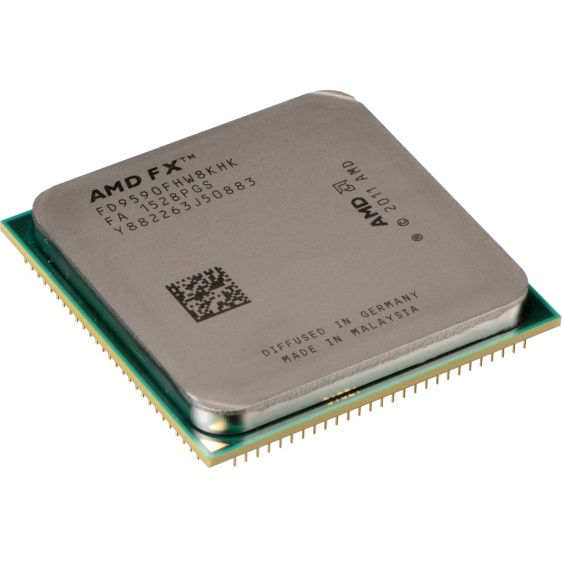 AMD FX™
FD9590FHW8KHK
FA 1528PGS
Y882263J50883
AMD
© 2011 AMD
®
DIFFUSED IN GERMANY
MADE IN MALAYSIA